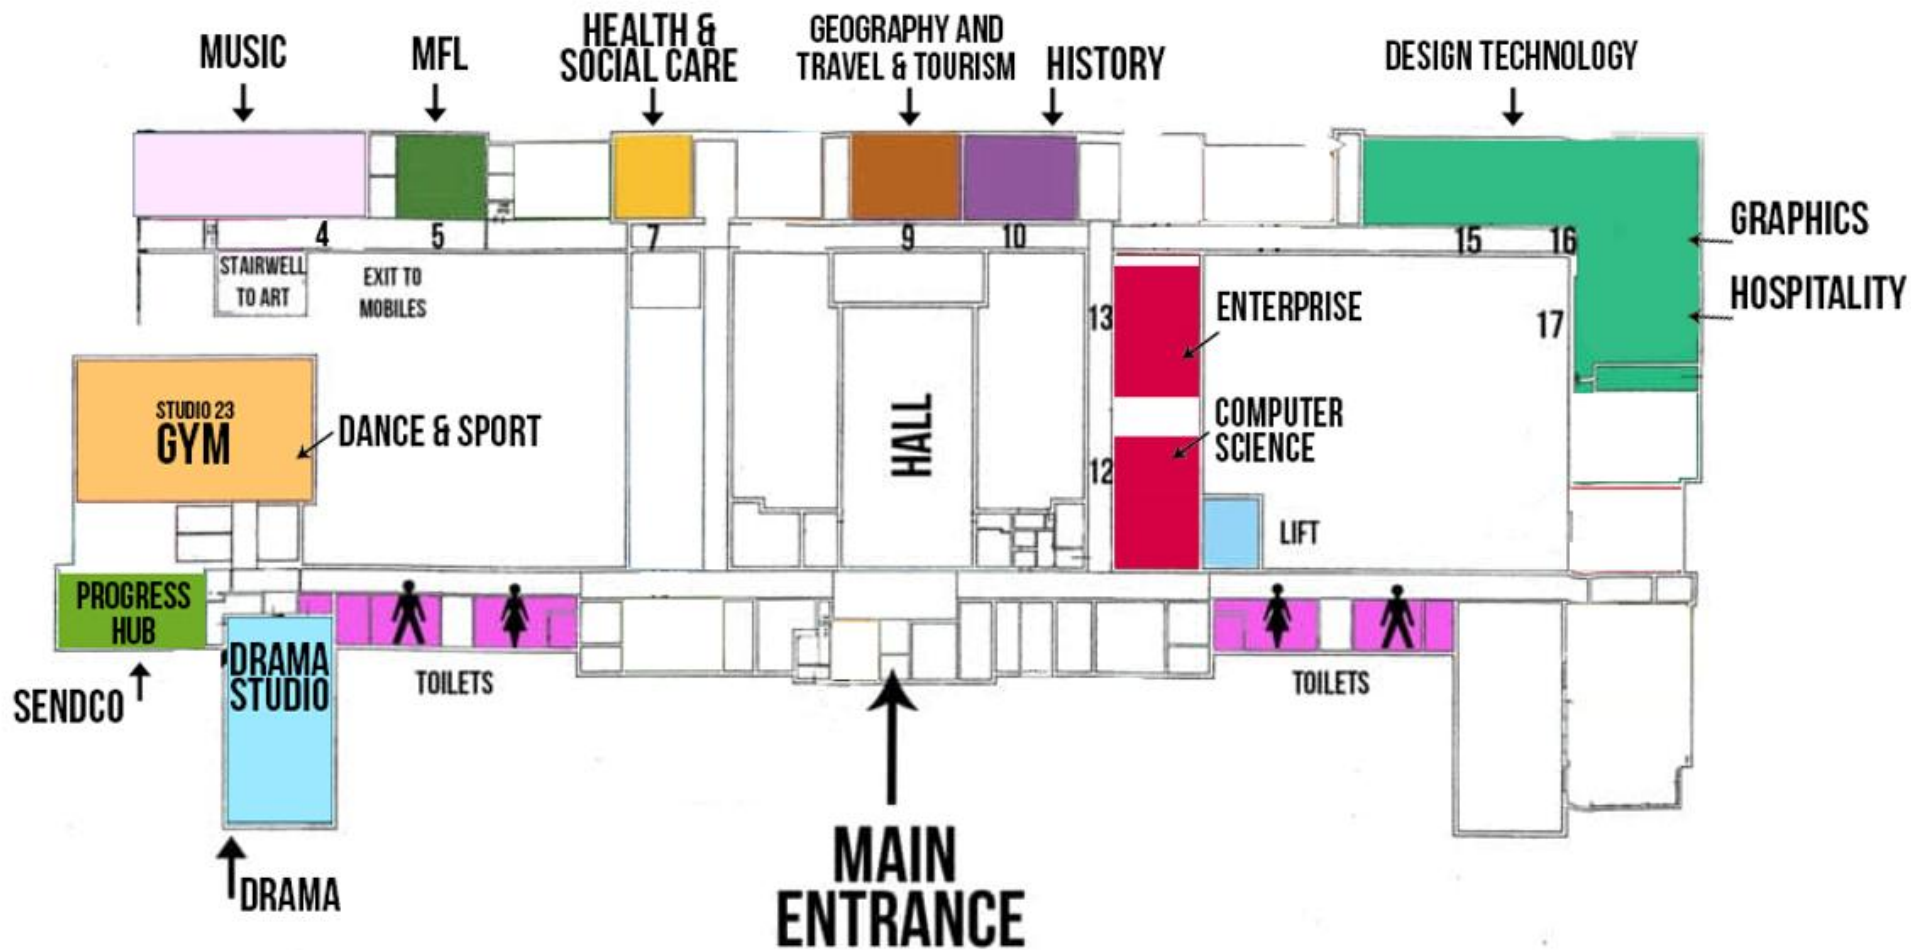 MUSIC
MFL
HEALTH &
SOCIAL CARE
GEOGRAPHY AND
TRAVEL & TOURISM
HISTORY
DESIGN TECHNOLOGY
GRAPHICS
HOSPITALITY
4
5
7
9
10
15
16
STAIRWELL
TO ART
EXIT TO
MOBILES
13
ENTERPRISE
17
STUDIO 23
GYM
DANCE & SPORT
HALL
COMPUTER
SCIENCE
12
LIFT
PROGRESS
HUB
SENDCO
DRAMA
STUDIO
TOILETS
TOILETS
DRAMA
MAIN
ENTRANCE